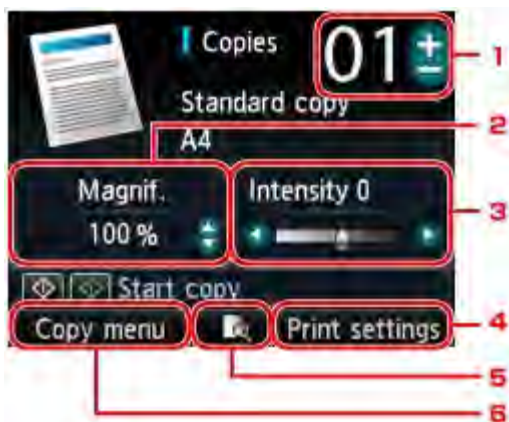 Copies 01 + − 1
Standard copy
A4
2
Magnif.
100 %
Intensity 0
3
Start copy
Copy menu
Print settings
4
5
6